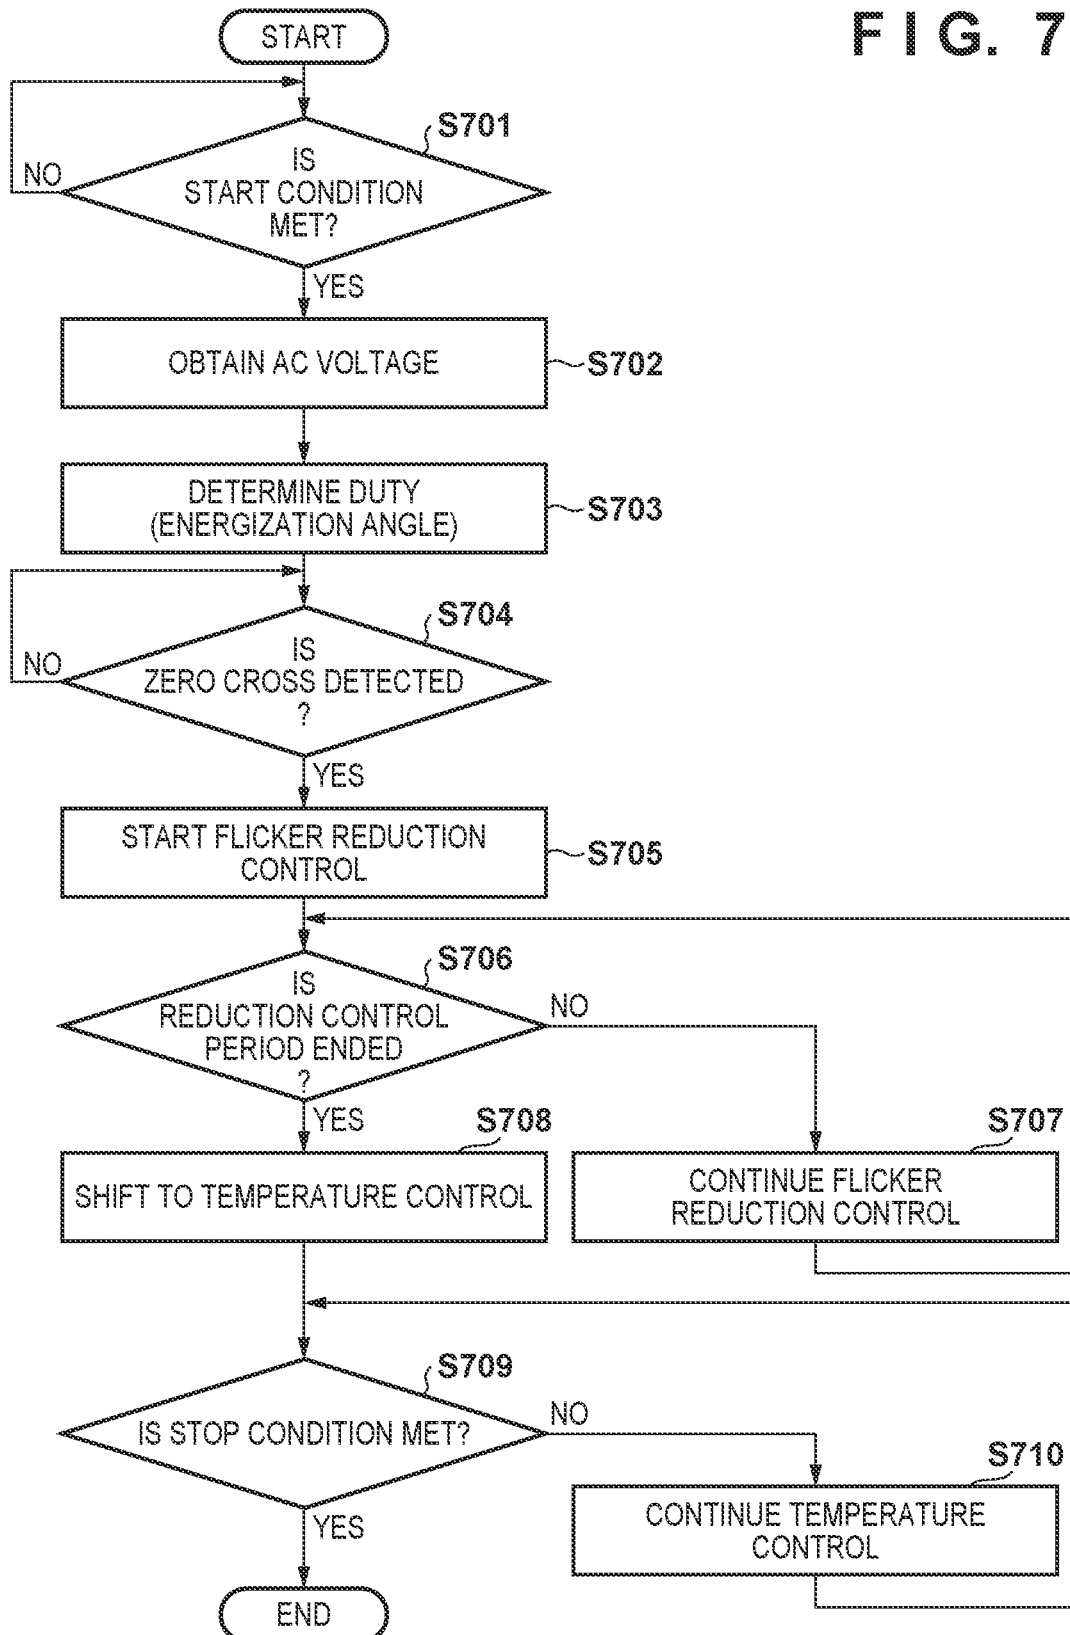 FIG. 7
START
S701
IS
START CONDITION
MET?
NO
YES
OBTAIN AC VOLTAGE
S702
DETERMINE DUTY
(ENERGIZATION ANGLE)
S703
S704
IS
ZERO CROSS DETECTED
?
NO
YES
START FLICKER REDUCTION
CONTROL
S705
S706
IS
REDUCTION CONTROL
PERIOD ENDED
?
NO
YES
S708
SHIFT TO TEMPERATURE CONTROL
S707
CONTINUE FLICKER
REDUCTION CONTROL
S709
IS STOP CONDITION MET?
NO
YES
S710
CONTINUE TEMPERATURE
CONTROL
END